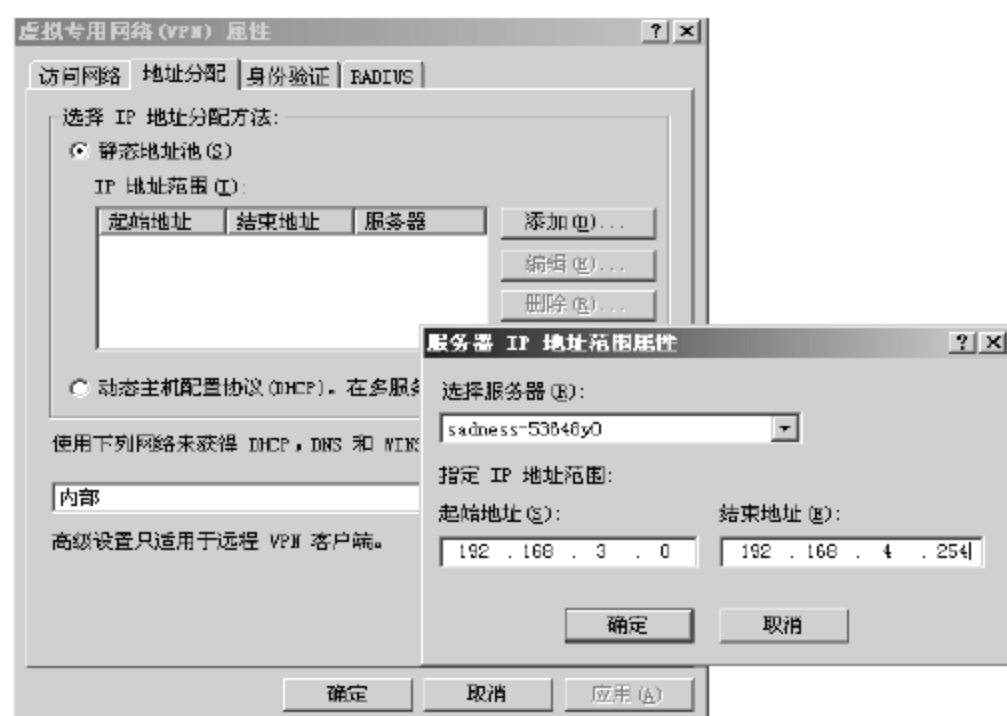 虚拟专用网络(VPN) 属性
访问网络 地址分配 身份验证 RADIUS
选择 IP 地址分配方法:
静态地址池(S)
IP 地址范围(T):
起始地址 结束地址 服务器
添加(D)...
编辑(E)...
删除(R)...
动态主机配置协议(DHCP)。在多服务
使用下列网络来获得 DHCP,DNS 和 WINS
内部
高级设置只适用于远程 VPN 客户端。
确定 取消 应用(A)
服务器 IP 地址范围属性
选择服务器(R):
sadness-53848y0
指定 IP 地址范围:
起始地址(S): 结束地址(E):
192 . 168 . 3 . 0 192 . 168 . 4 . 254
确定 取消